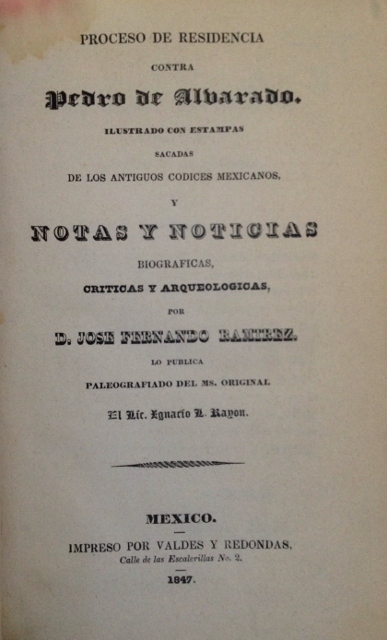 PROCESO DE RESIDENCIA
CONTRA
Pedro de Alvarado.
ILUSTRADO CON ESTAMPAS
SACADAS
DE LOS ANTIGUOS CODICES MEXICANOS,
Y
NOTAS Y NOTICIAS
BIOGRAFICAS,
CRITICAS Y ARQUEOLOGICAS,
POR
D. JOSE FERNANDO RAMIREZ.
LO PUBLICA
PALEOGRAFIADO DEL MS. ORIGINAL
El Lic. Ignacio L. Rayon.
MEXICO.
IMPRESO POR VALDES Y REDONDAS,
Calle de las Escalerillas No. 2.
1847.